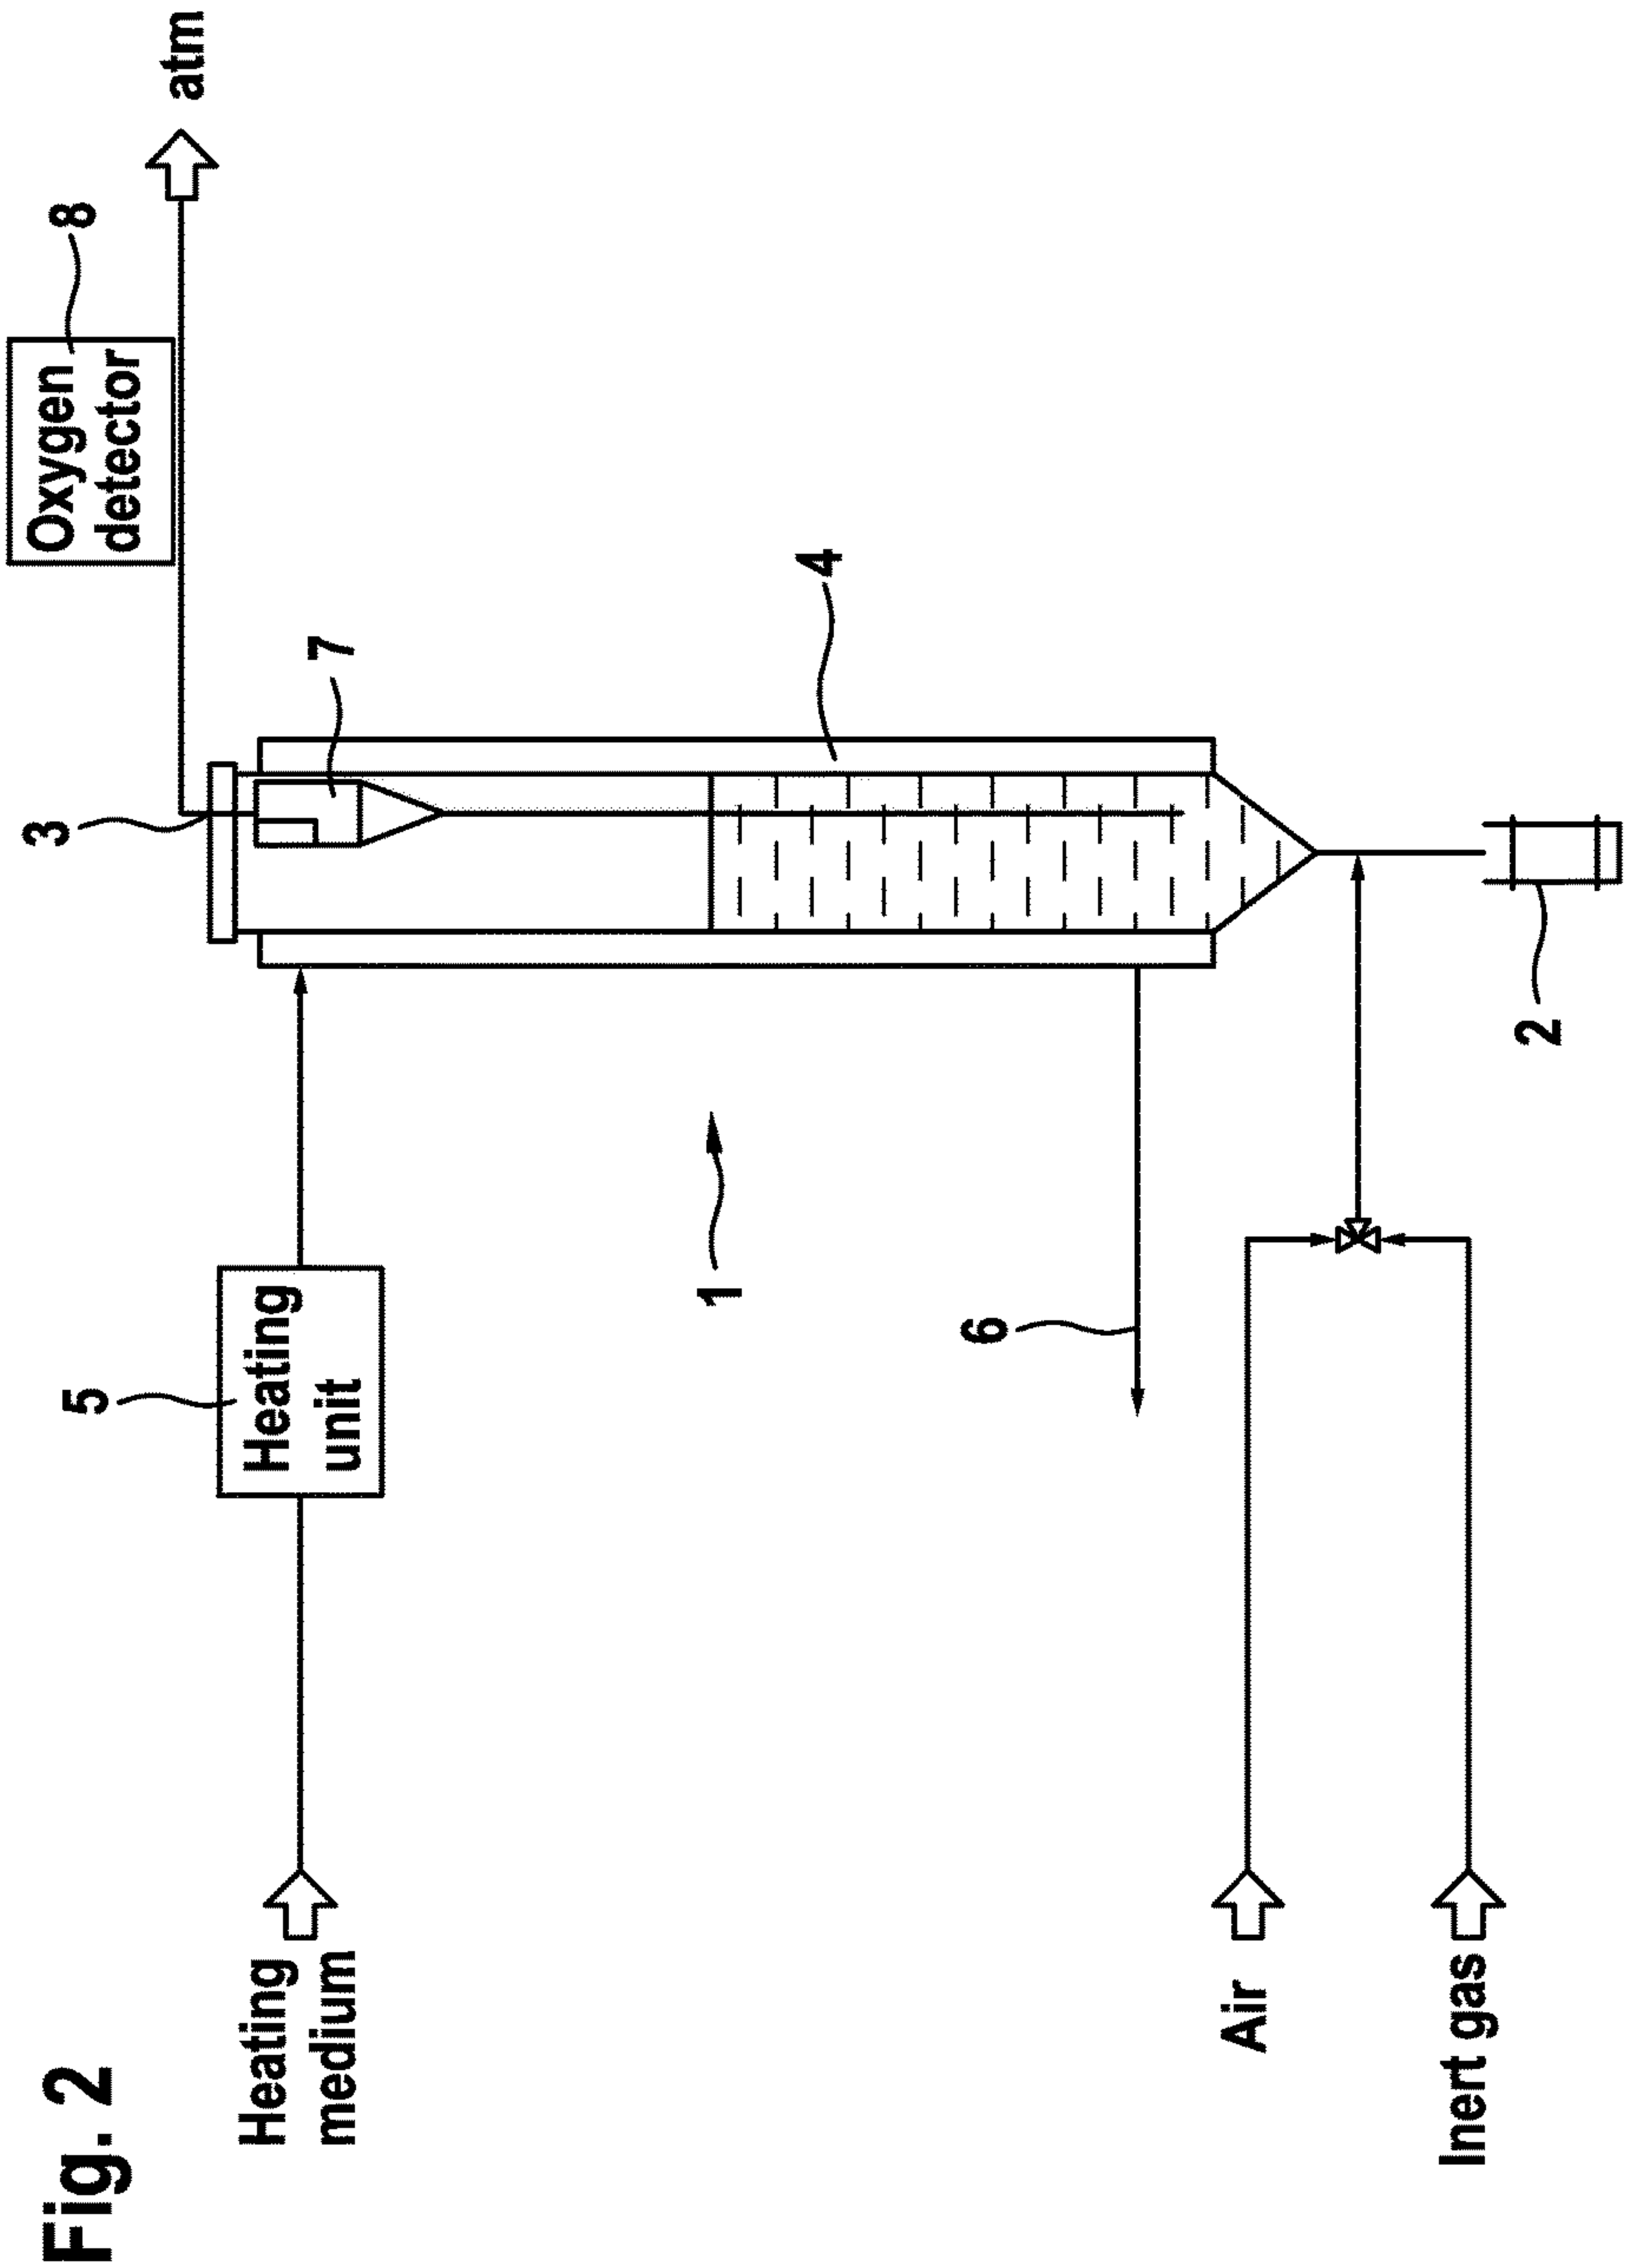 Fig. 2
Heating
medium
5
Heating
unit
3
7
Oxygen
detector
8
atm
1
4
6
Air
Inert gas
2